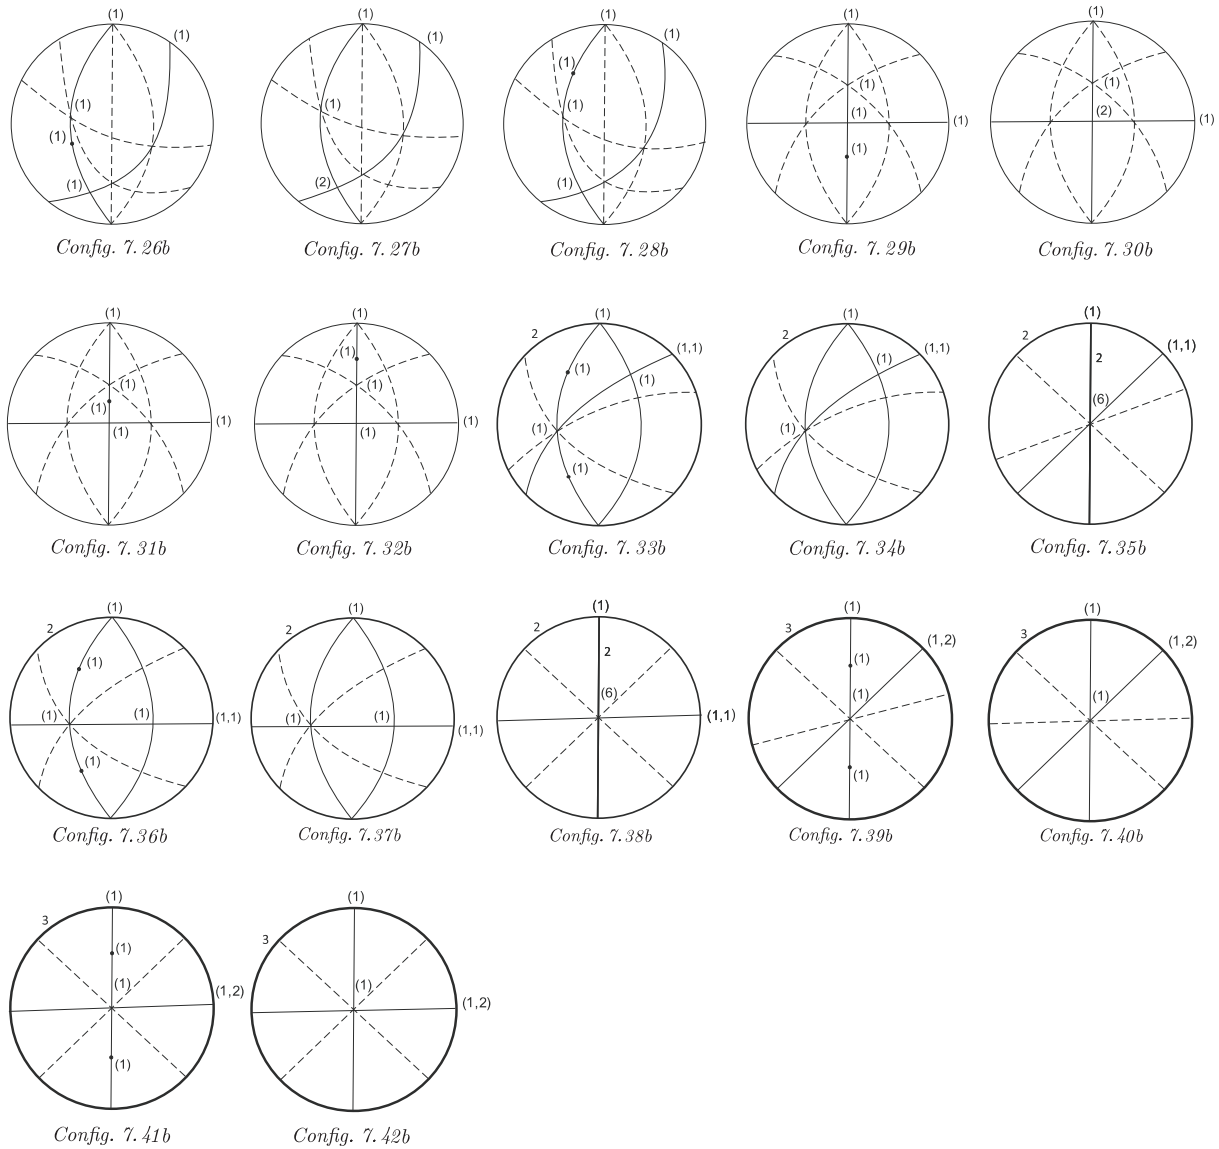 (1) (1) (1) (1) (1)
(1) (1) (1)
(1)
(1) (1) (1) (1) (1)
(1) (1) (1) (2) (1)
(1)
(1)
(1) (2) (1)
Config. 7.26b Config. 7.27b Config. 7.28b Config. 7.29b Config. 7.30b
(1) (1) (1) (1) (1)
2 2 2
(1) (1,1) (1,1) (1,1)
(1) (1) (1) (1) (1) 2
(1) (1) (6)
(1) (1) (1) (1) (1) (1)
(1)
Config. 7.31b Config. 7.32b Config. 7.33b Config. 7.34b Config. 7.35b
(1) (1) (1) (1) (1)
2 2 2 3 3
(1,2) (1,2)
(1) 2 (1)
(6) (1) (1)
(1) (1) (1,1) (1) (1) (1,1) (1,1)
(1) (1)
Config. 7.36b Config. 7.37b Config. 7.38b Config. 7.39b Config. 7.40b
(1) (1)
3 3
(1)
(1) (1,2) (1) (1,2)
(1)
Config. 7.41b Config. 7.42b